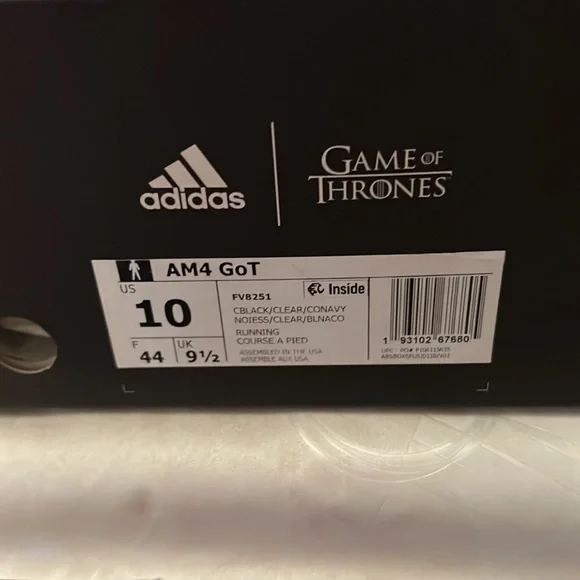 adidas
GAME OF
THRONES
AM4 GoT
US
10
F
44
UK
9½
FV8251
Inside
CBLACK/CLEAR/CONAVY
NOIESS/CLEAR/BLNACO
RUNNING
COURSE A PIED
ASSEMBLED IN THE USA
ASSEMBLE AUX USA
1 93102 67680
UPC